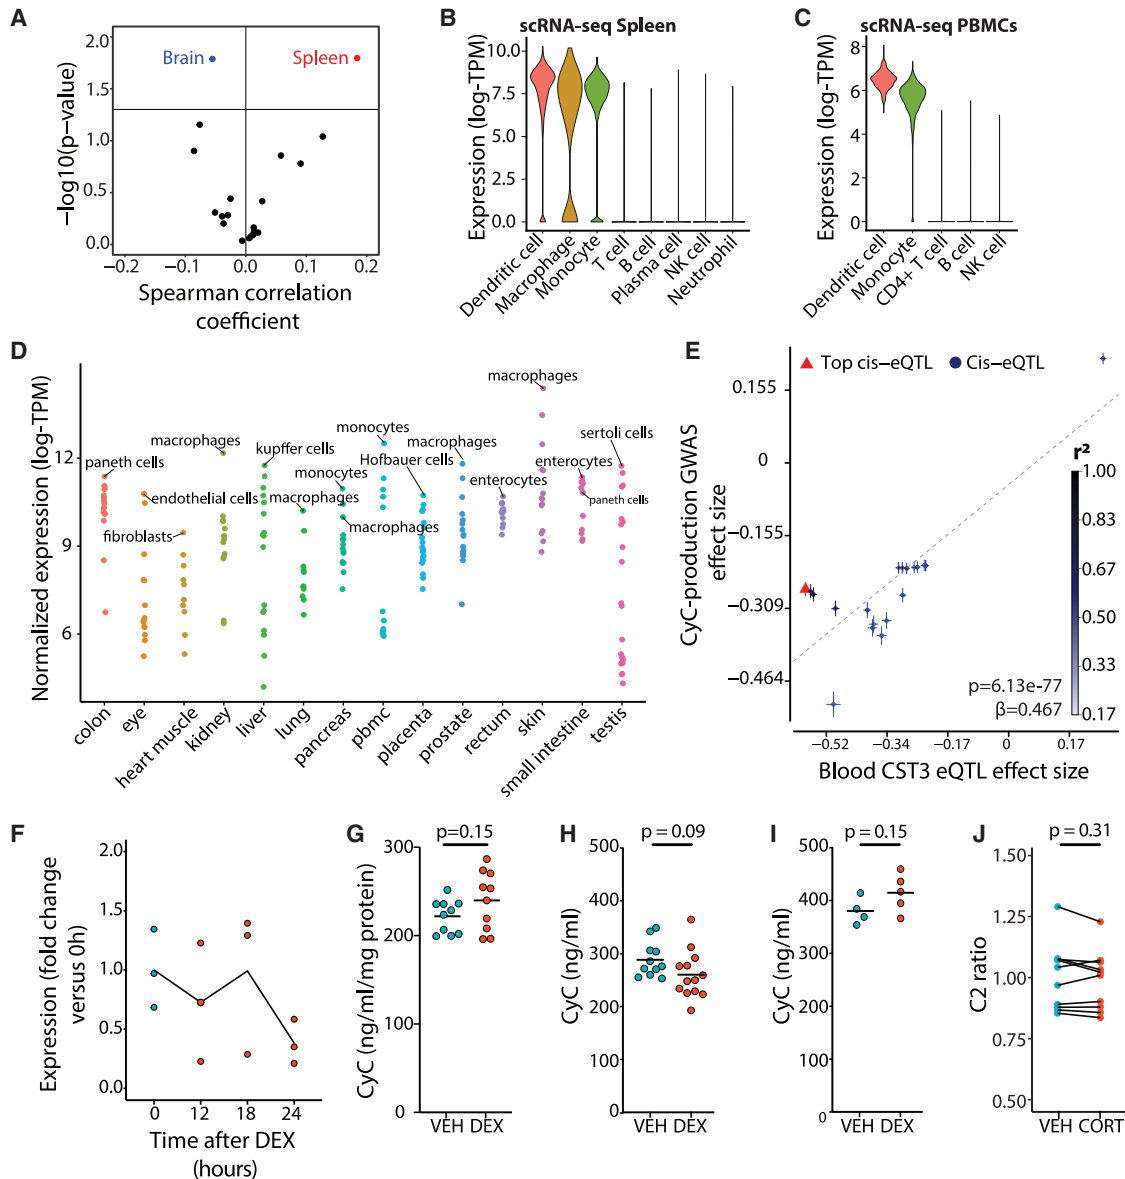 A
2.0
1.5
1.0
0.5
0.0
−log10(p−value)
Brain
Spleen
−0.2
−0.1
0.0
0.1
0.2
Spearman correlation
coefficient
B
scRNA-seq Spleen
Expression (log-TPM)
10.0
7.5
5.0
2.5
0.0
Dendritic cell
Macrophage
Monocyte
T cell
B cell
Plasma cell
NK cell
Neutrophil
C
scRNA-seq PBMCs
Expression (log-TPM)
6
4
2
0
Dendritic cell
Monocyte
CD4+ T cell
B cell
NK cell
D
Normalized expression (log-TPM)
12
9
6
paneth cells
endothelial cells
fibroblasts
macrophages
kupffer cells
macrophages
monocytes
macrophages
monocytes
Hofbauer cells
macrophages
enterocytes
macrophages
enterocytes
paneth cells
sertoli cells
colon
eye
heart muscle
kidney
liver
lung
pancreas
pbmc
placenta
prostate
rectum
skin
small intestine
testis
E
Top cis−eQTL
Cis−eQTL
CyC-production GWAS
effect size
0.155
0
−0.155
−0.309
−0.464
r²
1.00
0.83
0.67
0.50
0.33
0.17
p=6.13e-77
β=0.467
−0.52
−0.34
−0.17
0
0.17
Blood CST3 eQTL effect size
F
Expression (fold change
versus 0h)
2.0
1.5
1.0
0.5
0.0
0
12
18
24
Time after DEX
(hours)
G
p=0.15
CyC (ng/ml/mg protein)
300
200
100
0
VEH DEX
H
p = 0.09
CyC (ng/ml)
500
400
300
200
100
0
VEH DEX
I
p = 0.15
CyC (ng/ml)
500
400
300
200
100
0
VEH DEX
J
p = 0.31
C2 ratio
1.50
1.25
1.00
0.75
0.50
VEH CORT